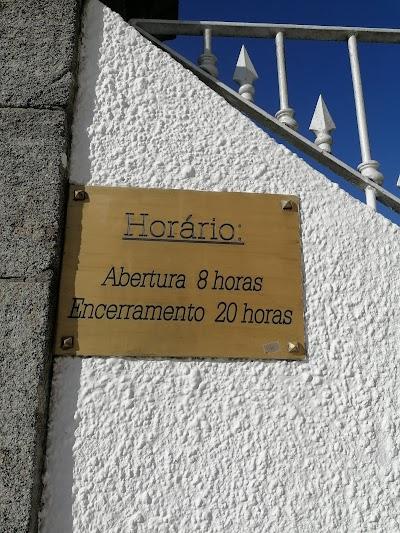 Horário:
Abertura 8 horas
Encerramento 20 horas